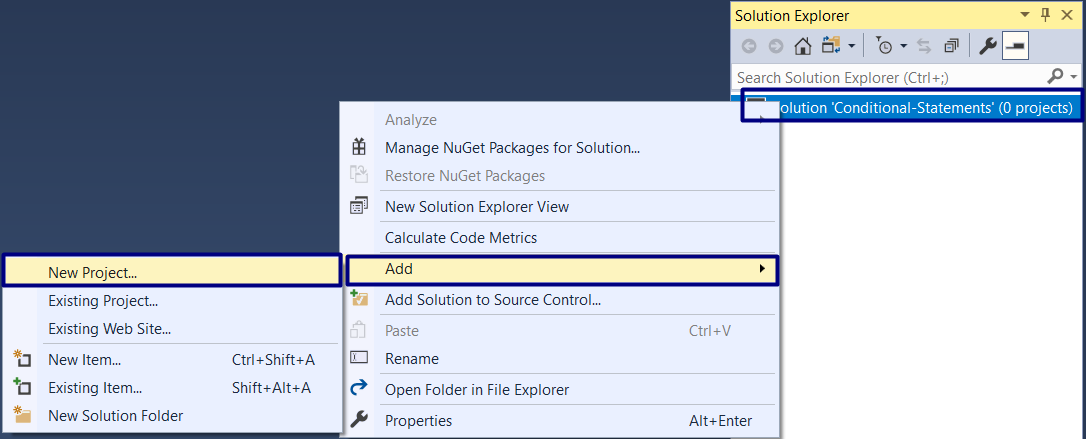 Solution Explorer
Search Solution Explorer (Ctrl+;)
olution 'Conditional-Statements' (0 projects)
Analyze
Manage NuGet Packages for Solution...
Restore NuGet Packages
New Solution Explorer View
Calculate Code Metrics
Add
Add Solution to Source Control...
Paste Ctrl+V
Rename
Open Folder in File Explorer
Properties Alt+Enter
New Project...
Existing Project...
Existing Web Site...
New Item... Ctrl+Shift+A
Existing Item... Shift+Alt+A
New Solution Folder